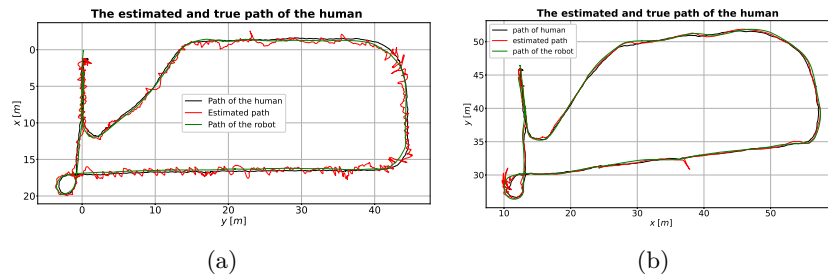 The estimated and true path of the human
x [m]
0
5
10
15
20
Path of the human
Estimated path
Path of the robot
0
10
20
30
40
y [m]
(a)
The estimated and true path of the human
y [m]
50
45
40
35
30
path of human
estimated path
path of the robot
10
20
30
40
50
x [m]
(b)